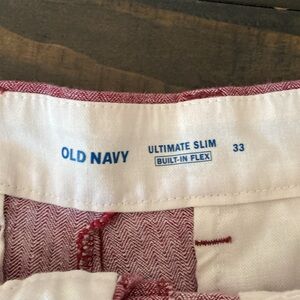 OLD NAVY
ULTIMATE SLIM
BUILT-IN FLEX
33